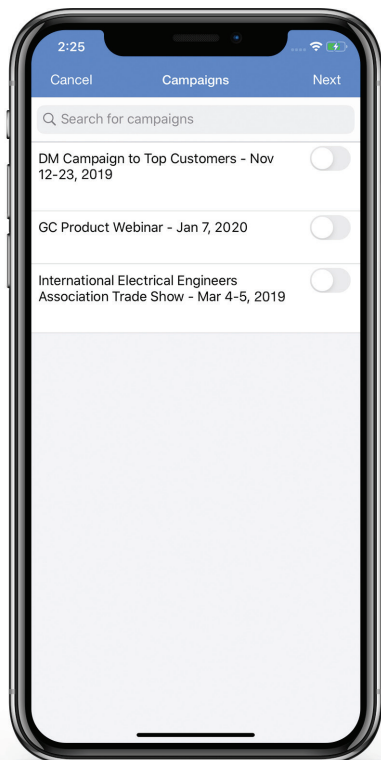 2:25
Cancel Campaigns Next
Search for campaigns
DM Campaign to Top Customers - Nov
12-23, 2019
GC Product Webinar - Jan 7, 2020
International Electrical Engineers
Association Trade Show - Mar 4-5, 2019